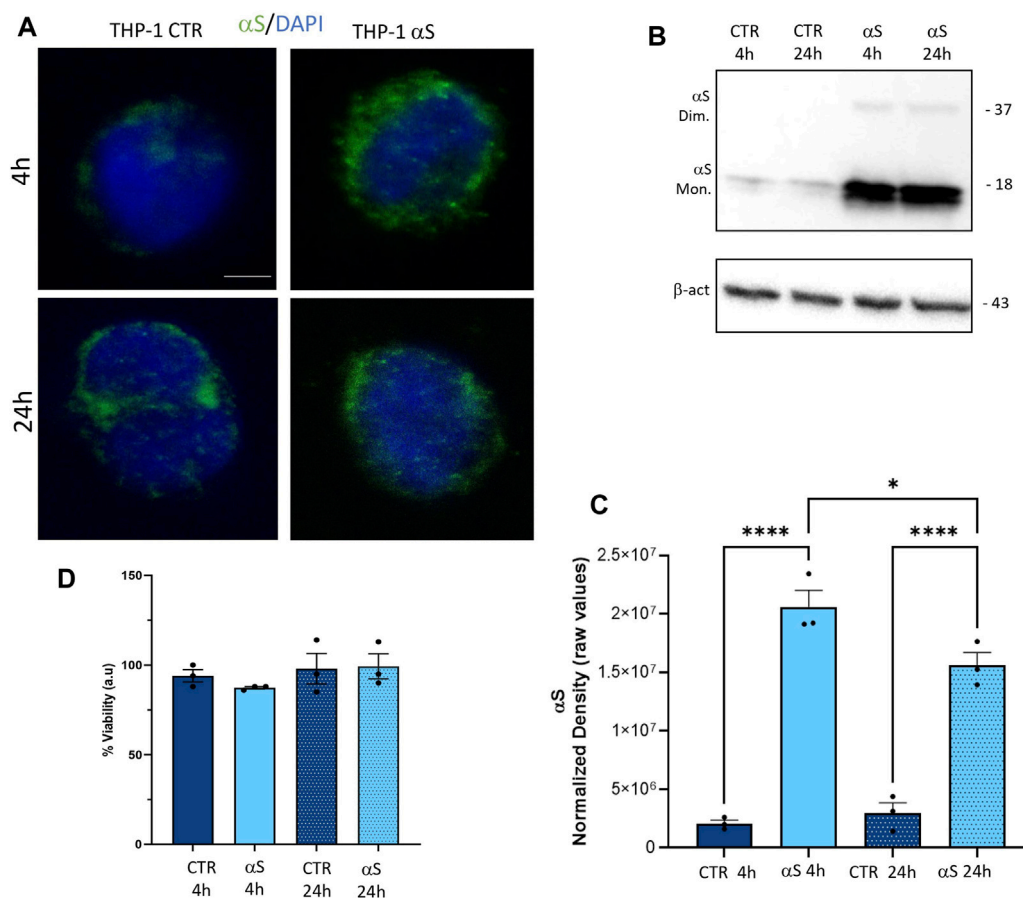 A
THP-1 CTR
αS/DAPI
THP-1 αS
4h
24h
B
CTR
4h
CTR
24h
αS
4h
αS
24h
αS
Dim.
- 37
αS
Mon.
- 18
β-act
- 43
C
*
****
****
αS
Normalized Density (raw values)
2.5×10⁷
2×10⁷
1.5×10⁷
1×10⁷
5×10⁶
0
CTR 4h
αS 4h
CTR 24h
αS 24h
D
% Viability (a.u)
150
100
50
0
CTR
4h
αS
4h
CTR
24h
αS
24h